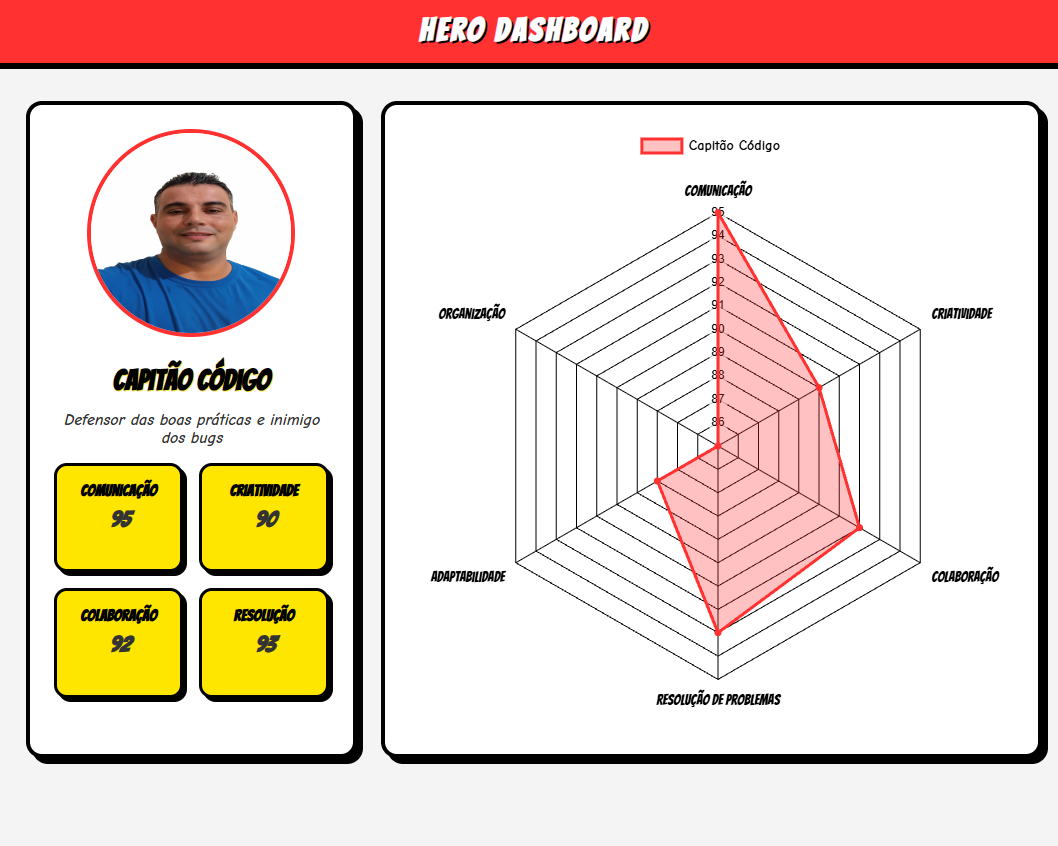 HERO DASHBOARD
CAPITÃO CÓDIGO
Defensor das boas práticas e inimigo
dos bugs
COMUNICAÇÃO
95
CRIATIVIDADE
90
COLABORAÇÃO
92
RESOLUÇÃO
93
Capitão Código
COMUNICAÇÃO
95
94
93
92
91
90
89
88
87
86
ORGANIZAÇÃO
CRIATIVIDADE
ADAPTABILIDADE
COLABORAÇÃO
RESOLUÇÃO DE PROBLEMAS